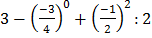 3 − (−3/4)^0 + (−1/2)^2 : 2